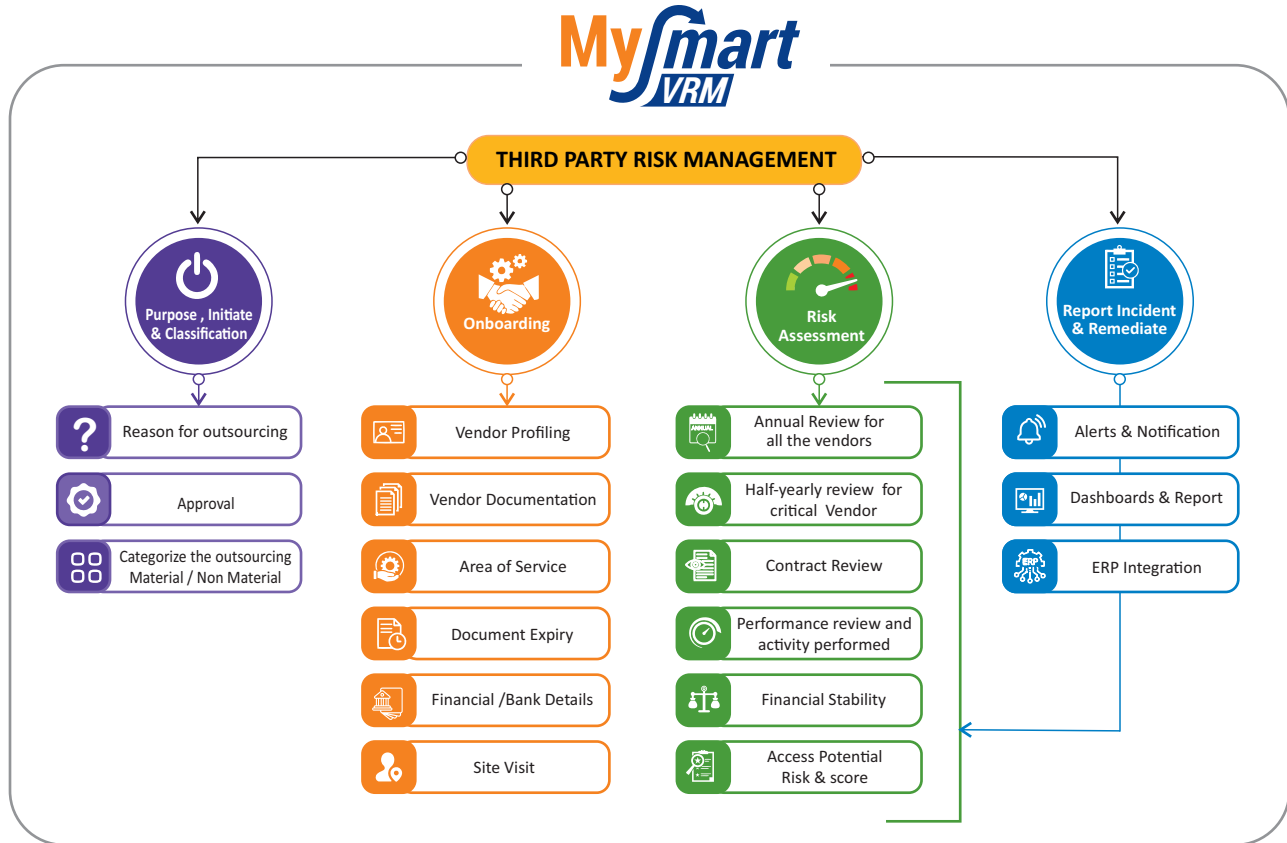 MySmart
VRM
THIRD PARTY RISK MANAGEMENT
Purpose , Initiate
& Classification
Reason for outsourcing
Approval
Categorize the outsourcing
Material / Non Material
Onboarding
Vendor Profiling
Vendor Documentation
Area of Service
Document Expiry
Financial /Bank Details
Site Visit
Risk
Assessment
ANNUAL
Annual Review for
all the vendors
Half-yearly review for
critical Vendor
Contract Review
Performance review and
activity performed
Financial Stability
Access Potential
Risk & score
Report Incident
& Remediate
Alerts & Notification
Dashboards & Report
ERP
ERP Integration